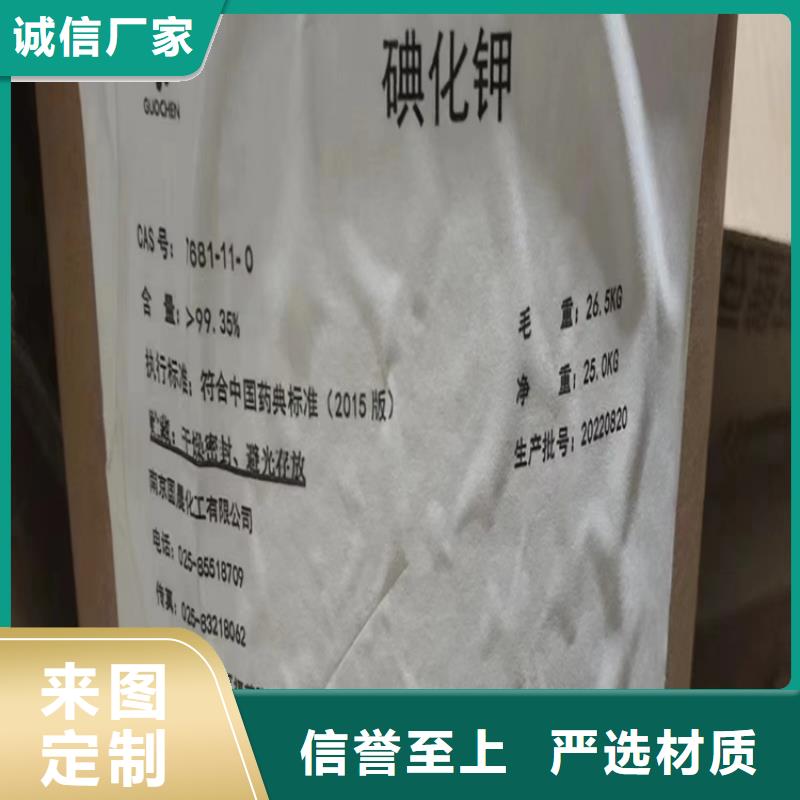 诚信厂家
GUOCHEN
碘化钾
CAS号: 7681-11-0
含 量: >99.35%
执行标准: 符合中国药典标准（2015版）
贮藏: 干燥密封、避光存放
南京国晨化工有限公司
电话: 025-85518709
传真: 025-83218062
毛 重: 26.5KG
净 重: 25.0KG
生产批号: 20220820
来图
定制
信誉至上 严选材质